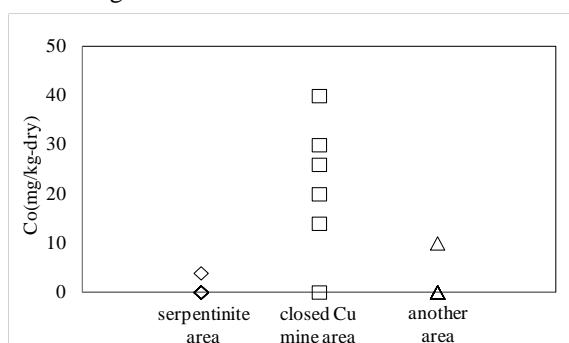 50
40
30
20
10
0
Co(mg/kg-dry)
serpentinite area
closed Cu mine area
another area